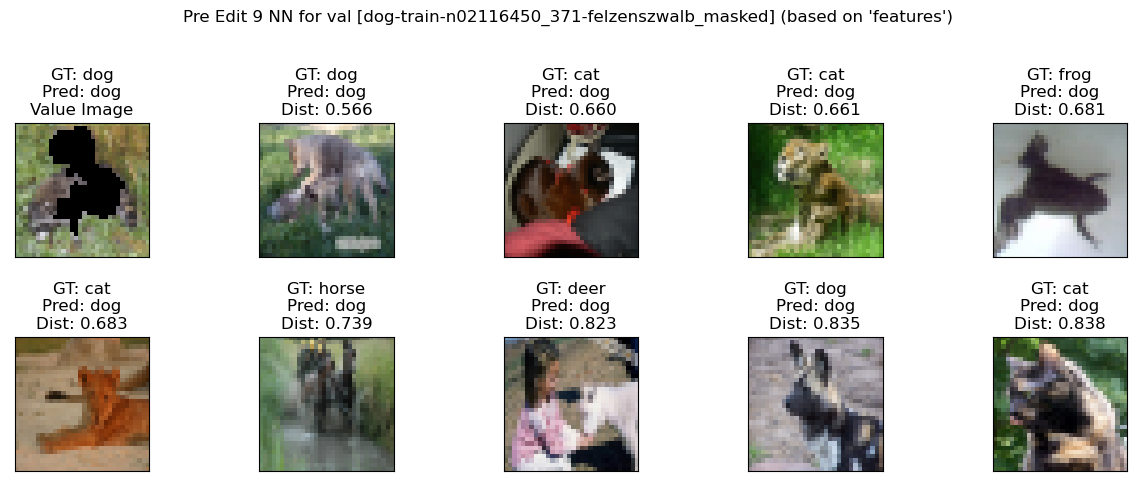 Pre Edit 9 NN for val [dog-train-n02116450_371-felzenszwalb_masked] (based on 'features')
GT: dog
Pred: dog
Value Image
GT: dog
Pred: dog
Dist: 0.566
GT: cat
Pred: dog
Dist: 0.660
GT: cat
Pred: dog
Dist: 0.661
GT: frog
Pred: dog
Dist: 0.681
GT: cat
Pred: dog
Dist: 0.683
GT: horse
Pred: dog
Dist: 0.739
GT: deer
Pred: dog
Dist: 0.823
GT: dog
Pred: dog
Dist: 0.835
GT: cat
Pred: dog
Dist: 0.838